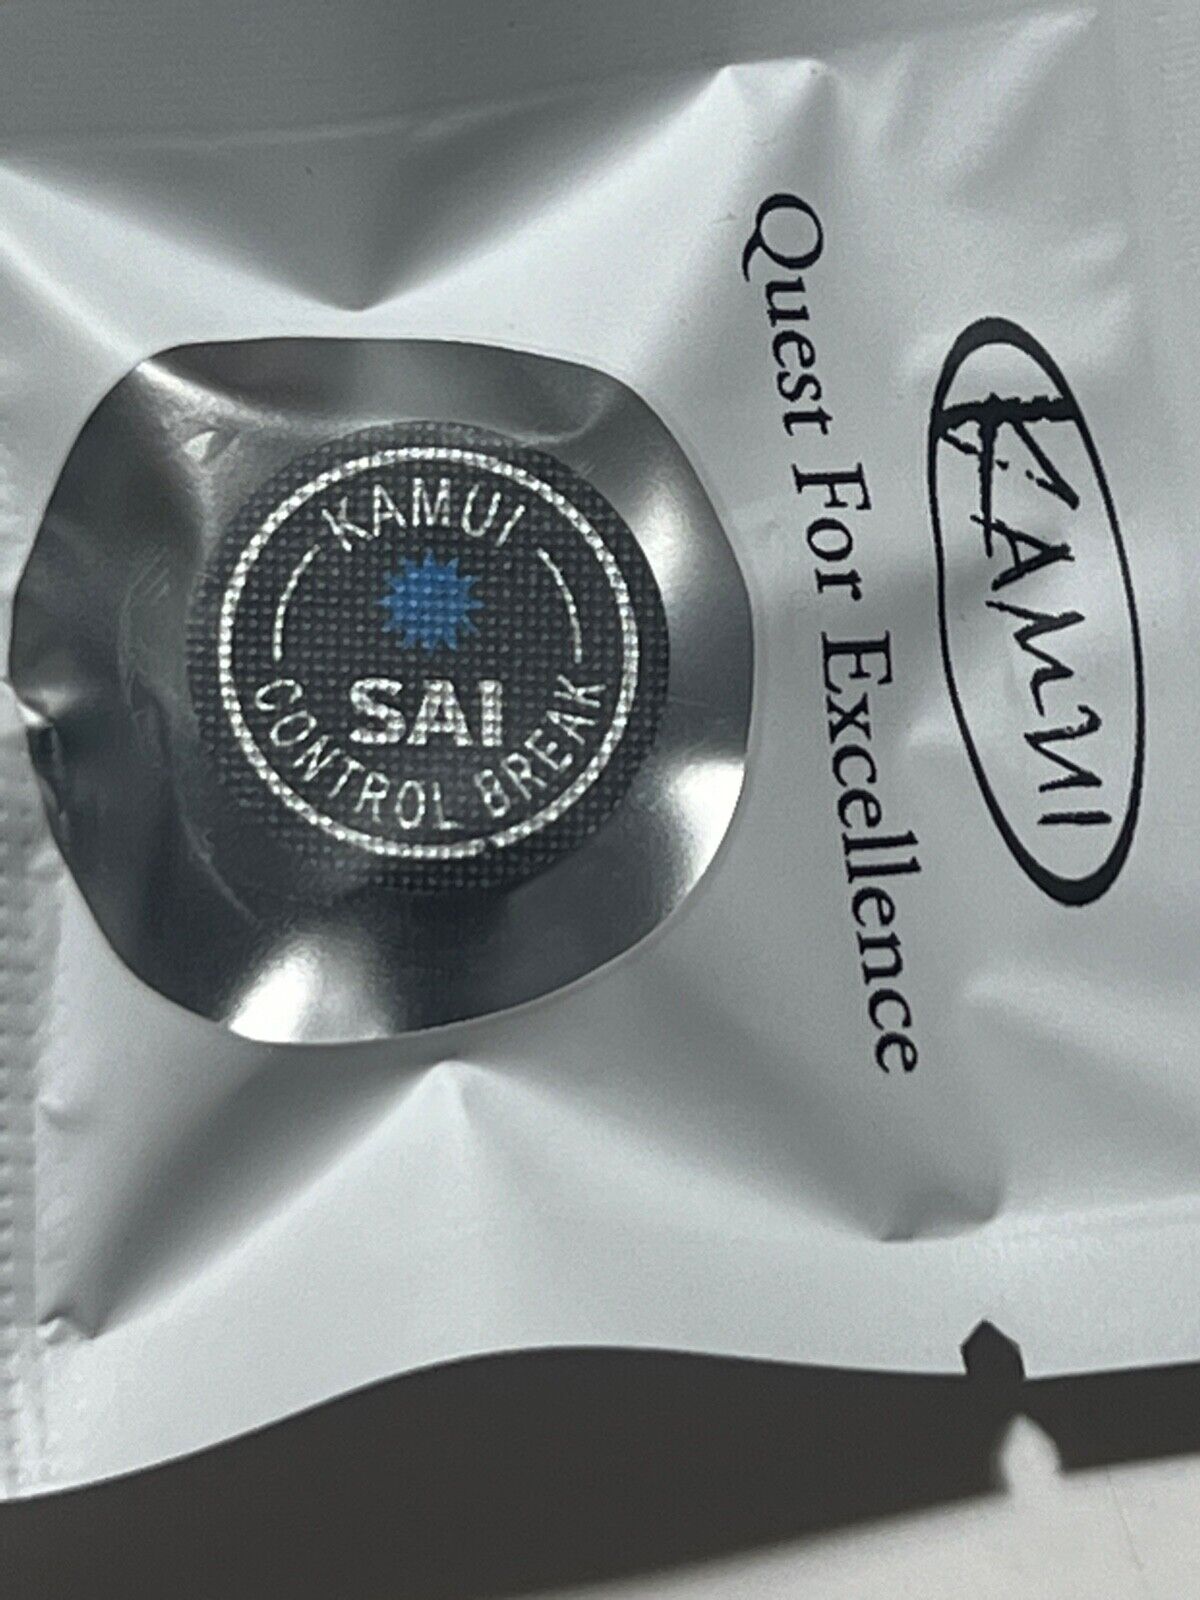 KAMUI
SAI
CONTROL BREAK
KAMUI
Quest For Excellence